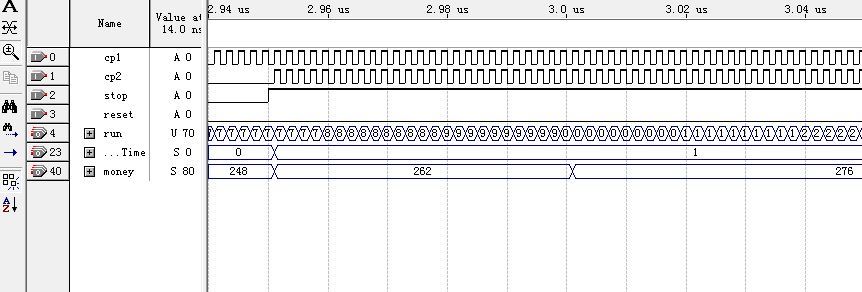 2.94 us 2.96 us 2.98 us 3.0 us 3.02 us 3.04 us
Name Value at
14.0 ns
A
0 cp1 A 0
1 cp2 A 0
2 stop A 0
3 reset A 0
4 run U 70
23 ...Time S 0 0 1
40 money S 80 248 262 276
A
Z